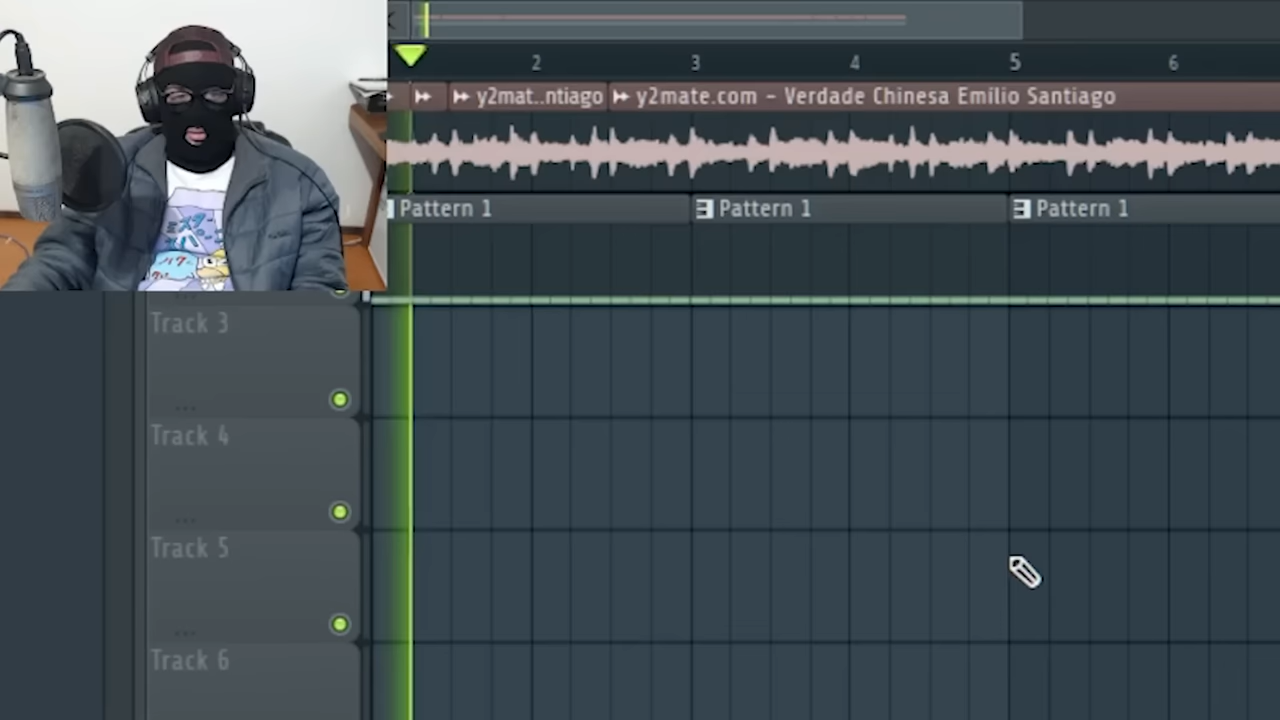 2 3 4 5 6
y2mat..ntiago y2mate.com - Verdade Chinesa Emílio Santiago
Pattern 1 Pattern 1 Pattern 1
Track 3
Track 4
Track 5
Track 6